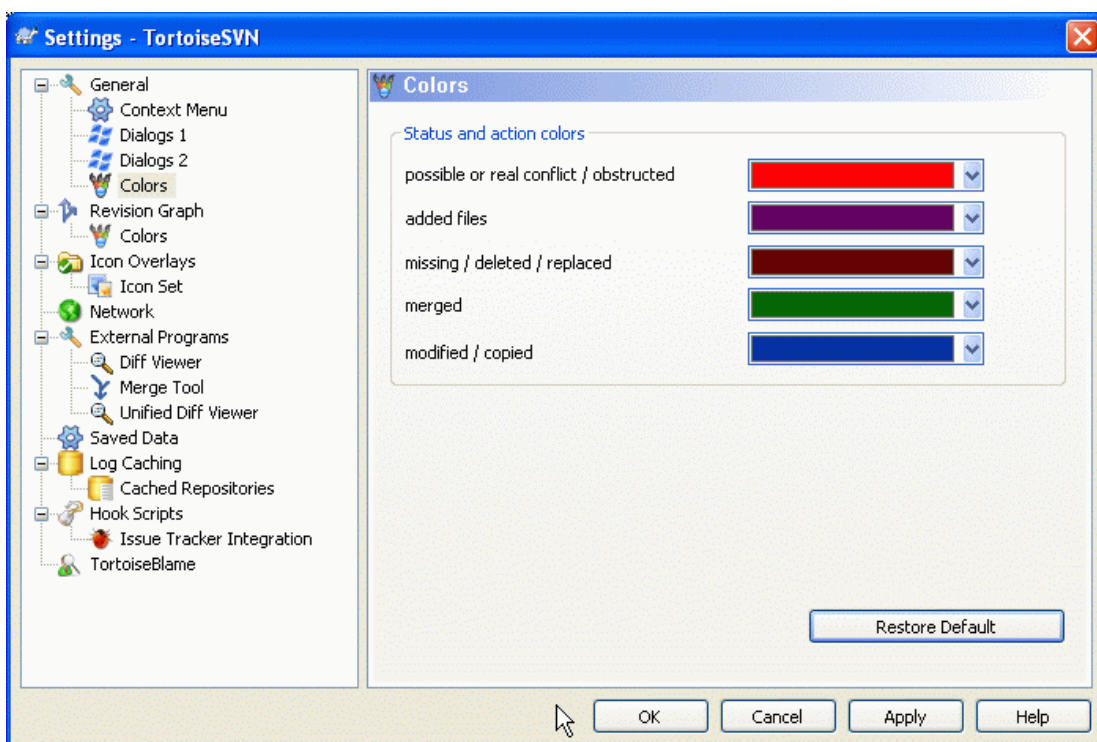 Settings - TortoiseSVN
General
Context Menu
Dialogs 1
Dialogs 2
Colors
Revision Graph
Colors
Icon Overlays
Icon Set
Network
External Programs
Diff Viewer
Merge Tool
Unified Diff Viewer
Saved Data
Log Caching
Cached Repositories
Hook Scripts
Issue Tracker Integration
TortoiseBlame
Colors
Status and action colors
possible or real conflict / obstructed
added files
missing / deleted / replaced
merged
modified / copied
Restore Default
OK
Cancel
Apply
Help